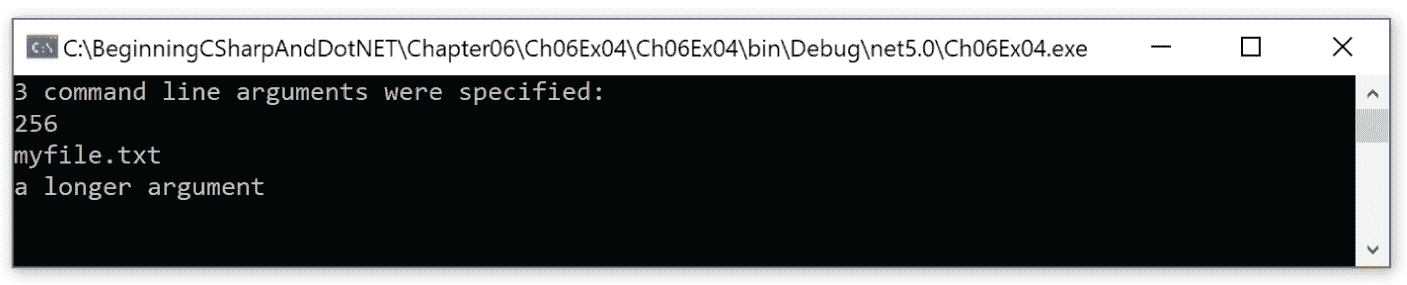 C:\BeginningCSharpAndDotNET\Chapter06\Ch06Ex04\Ch06Ex04\bin\Debug\net5.0\Ch06Ex04.exe
3 command line arguments were specified:
256
myfile.txt
a longer argument